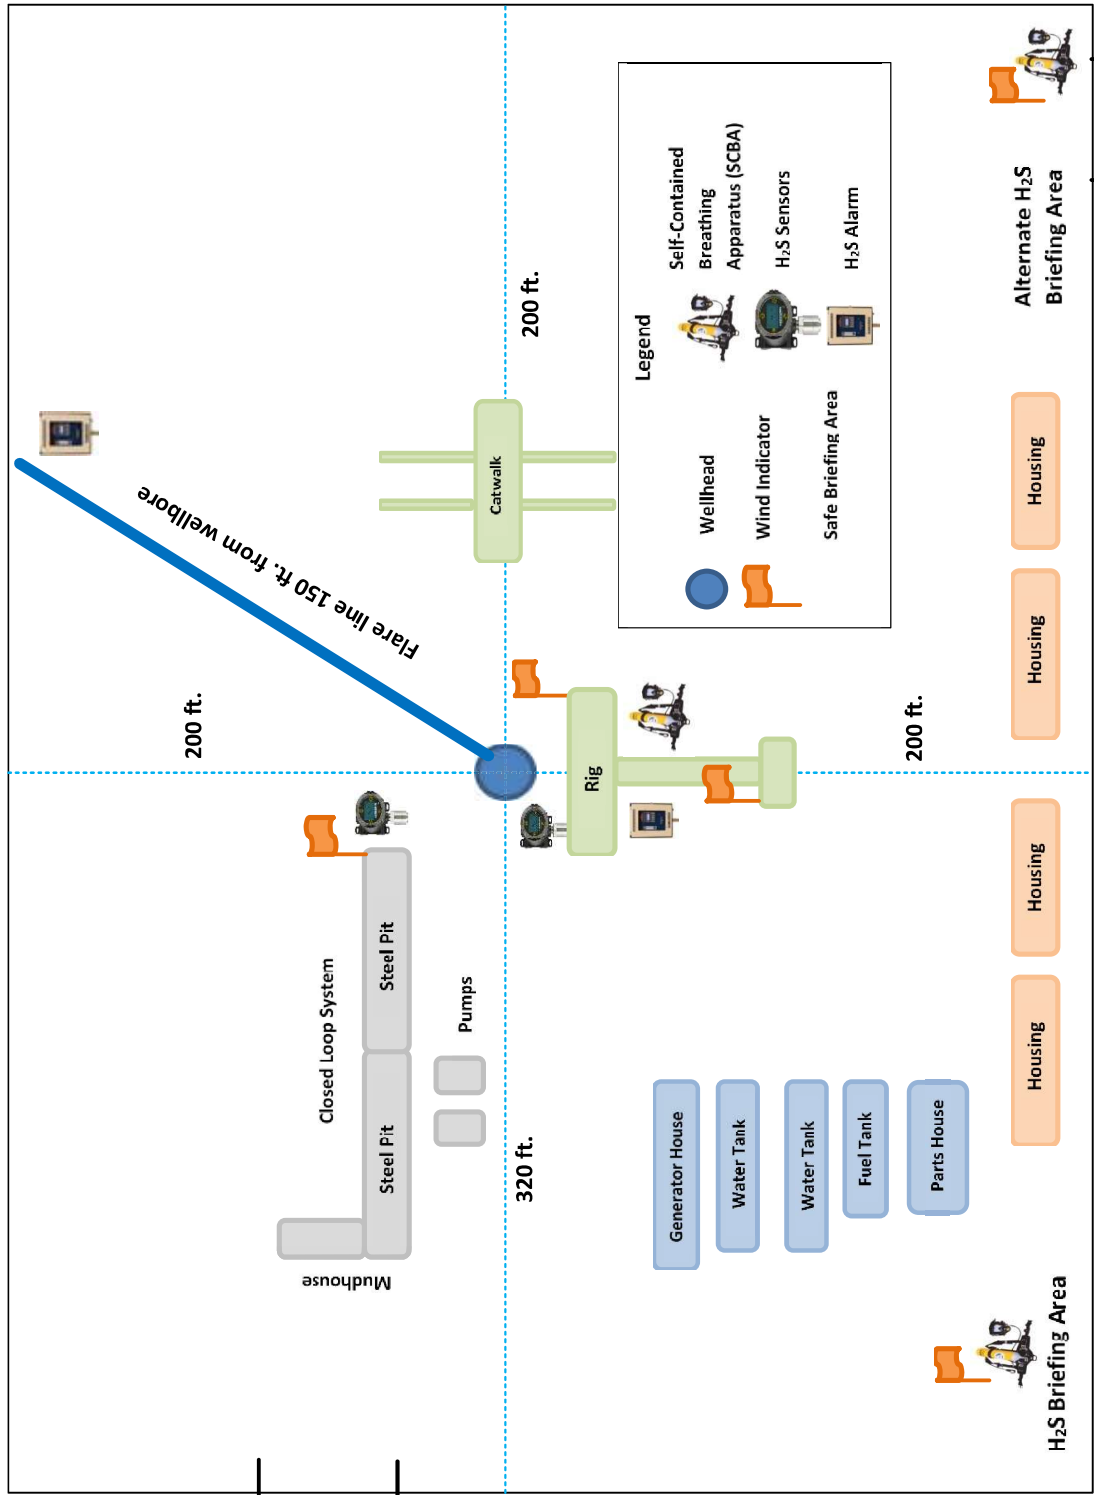 200 ft.
Flare line 150 ft. from wellbore
200 ft.
Catwalk
Closed Loop System
Steel Pit
Steel Pit
Mudhouse
Pumps
320 ft.
Rig
200 ft.
Legend
Wellhead
Wind Indicator
Safe Briefing Area
Self-Contained
Breathing
Apparatus (SCBA)
H₂S Sensors
H₂S Alarm
Generator House
Water Tank
Water Tank
Fuel Tank
Parts House
Housing
Housing
Housing
Housing
H₂S Briefing Area
Alternate H₂S
Briefing Area